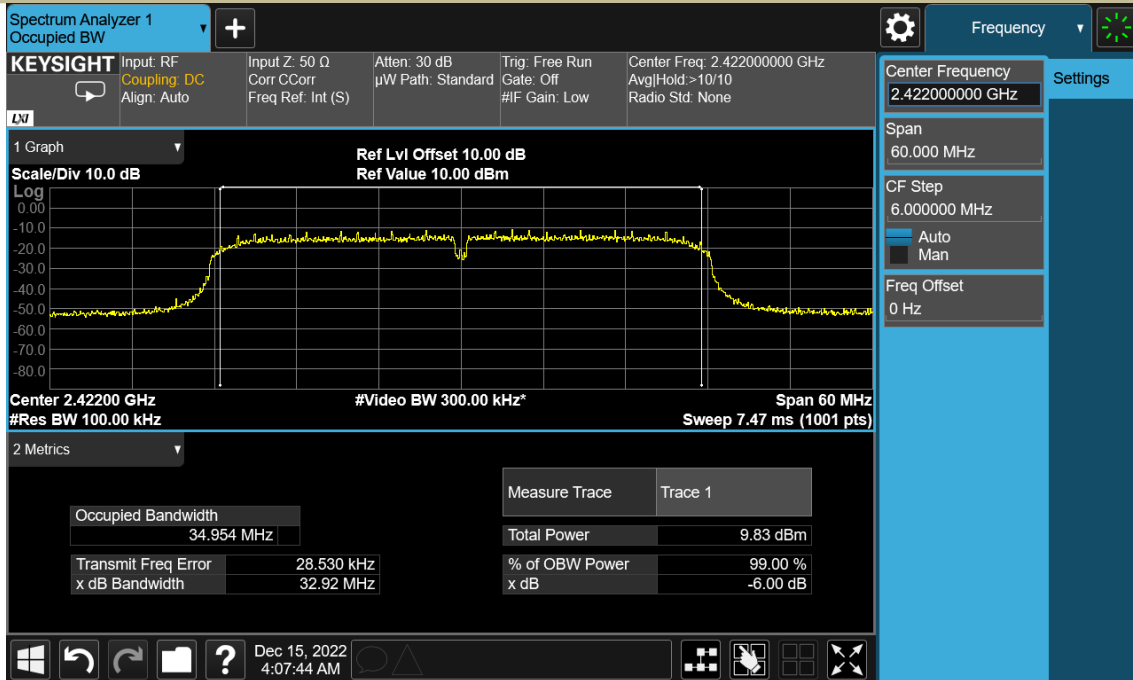 Spectrum Analyzer 1
Occupied BW
Frequency
KEYSIGHT
LXI
Input: RF
Coupling: DC
Align: Auto
Input Z: 50 Ω
Corr CCorr
Freq Ref: Int (S)
Atten: 30 dB
µW Path: Standard
Trig: Free Run
Gate: Off
#IF Gain: Low
Center Freq: 2.422000000 GHz
Avg|Hold:>10/10
Radio Std: None
Center Frequency
2.422000000 GHz
Settings
Span
60.000 MHz
CF Step
6.000000 MHz
Auto
Man
Freq Offset
0 Hz
1 Graph
Scale/Div 10.0 dB
Ref Lvl Offset 10.00 dB
Ref Value 10.00 dBm
Log
0.00
-10.0
-20.0
-30.0
-40.0
-50.0
-60.0
-70.0
-80.0
Center 2.42200 GHz
#Video BW 300.00 kHz*
Span 60 MHz
#Res BW 100.00 kHz
Sweep 7.47 ms (1001 pts)
2 Metrics
Measure Trace
Trace 1
Occupied Bandwidth
34.954 MHz
Total Power
9.83 dBm
Transmit Freq Error
28.530 kHz
% of OBW Power
99.00 %
x dB Bandwidth
32.92 MHz
x dB
-6.00 dB
?
Dec 15, 2022
4:07:44 AM